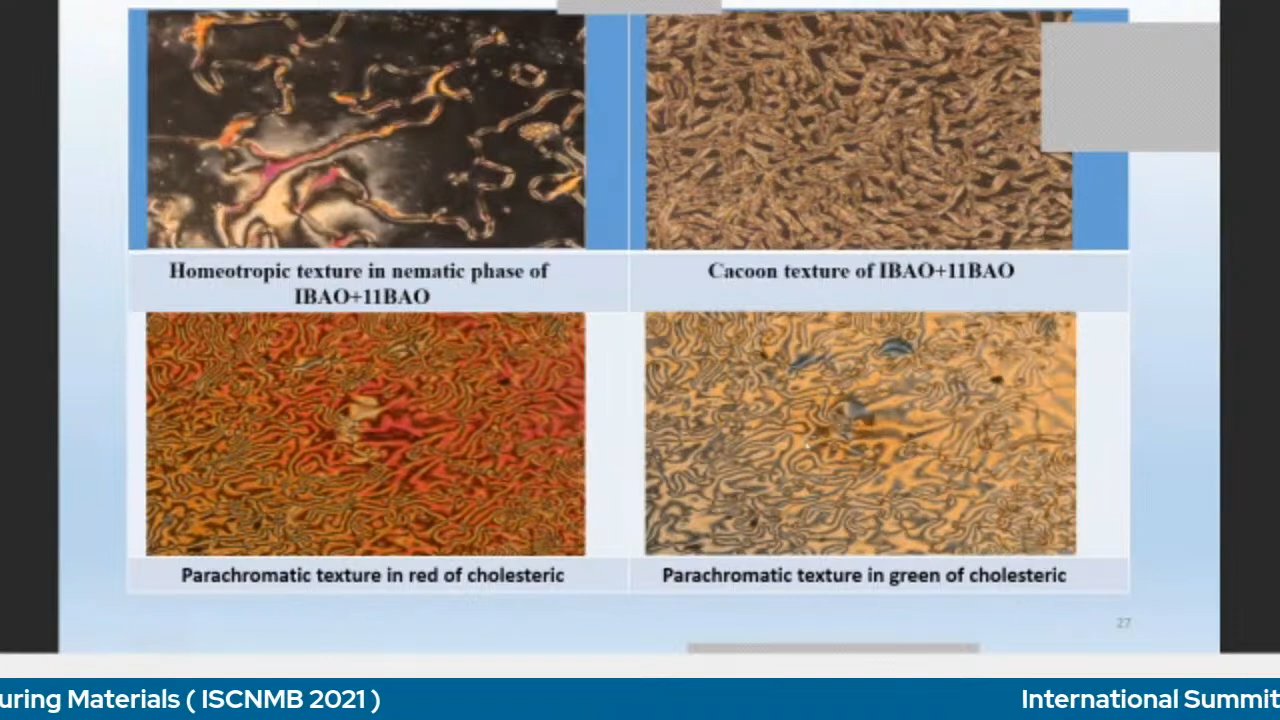 Homeotropic texture in nematic phase of
IBAO+11BAO
Cacoon texture of IBAO+11BAO
Parachromatic texture in red of cholesteric
Parachromatic texture in green of cholesteric
27
uring Materials ( ISCNMB 2021 )
International Summit